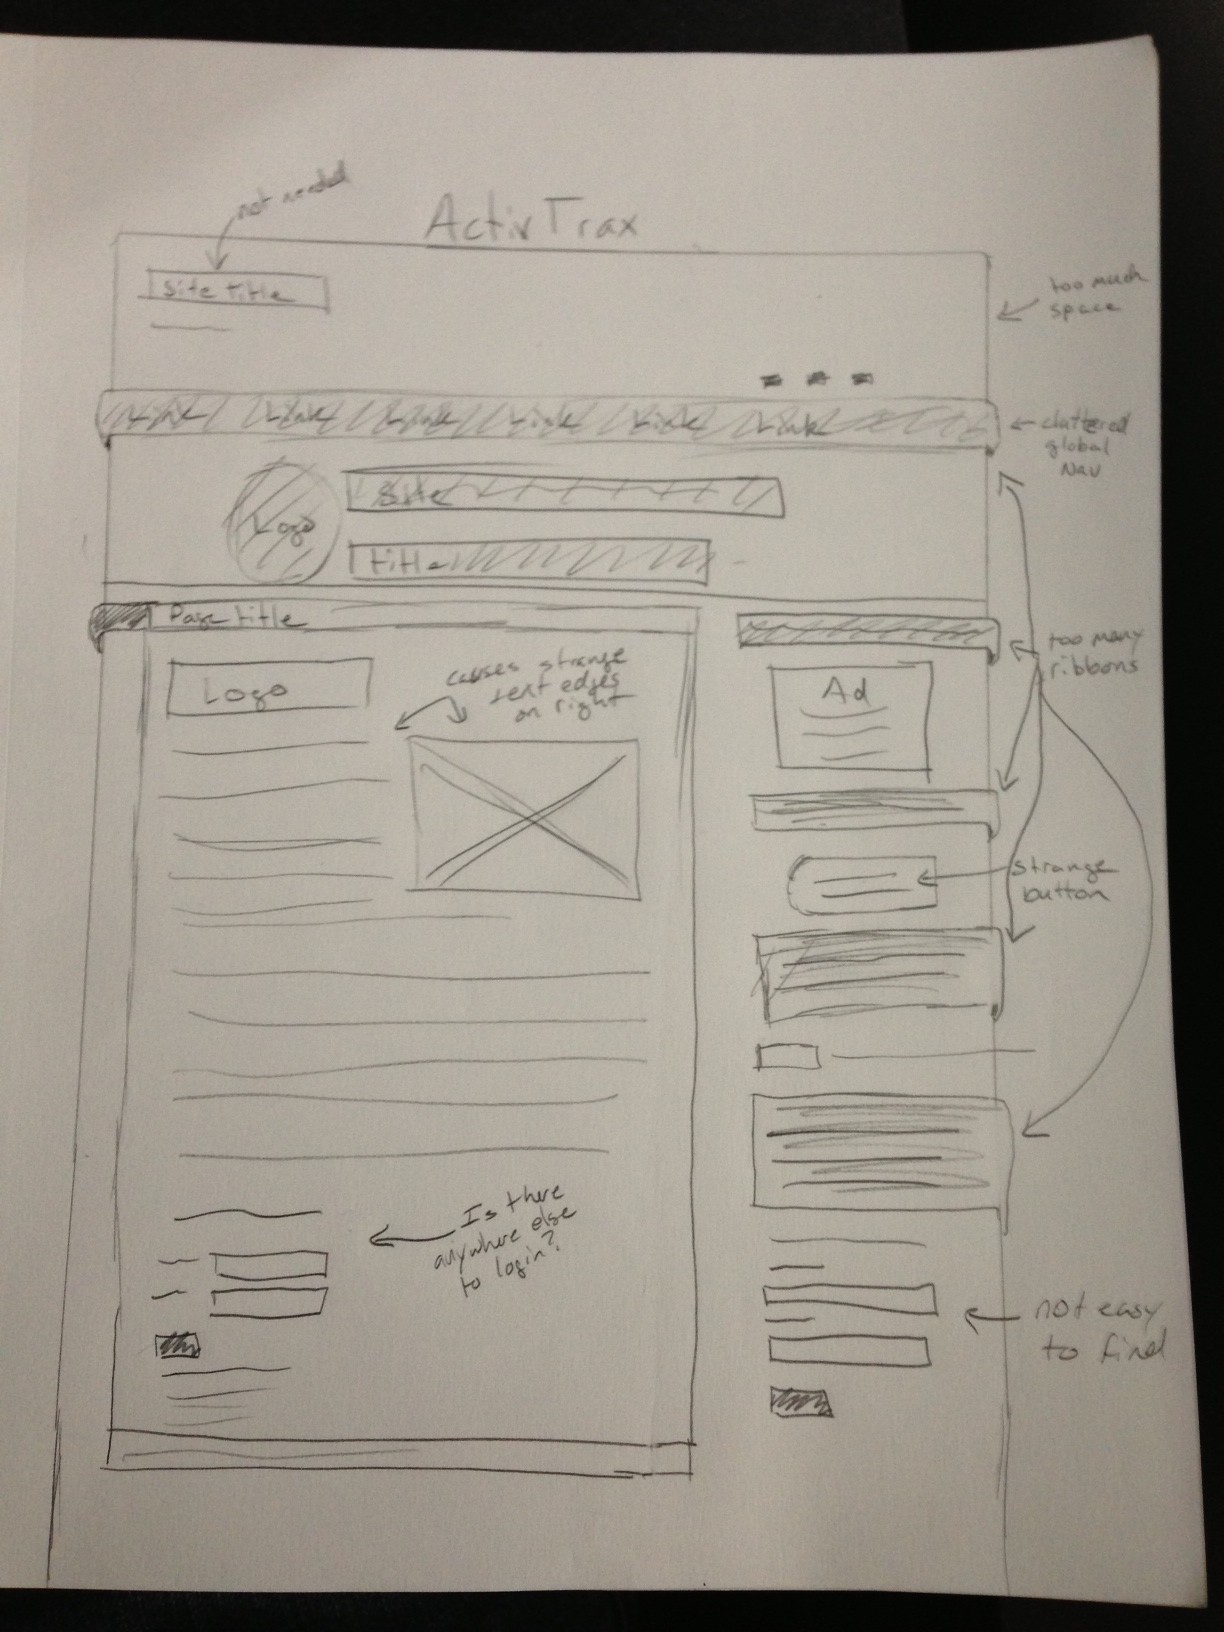 not needed
ActivTrax
Site title
too much
space
Link Link Link Link Link Link
cluttered
global
Nav
Logo
Site
title
Page title
too many
ribbons
Logo
causes strange
text edges
on right
Ad
strange
button
Is there
anywhere else
to login?
not easy
to find